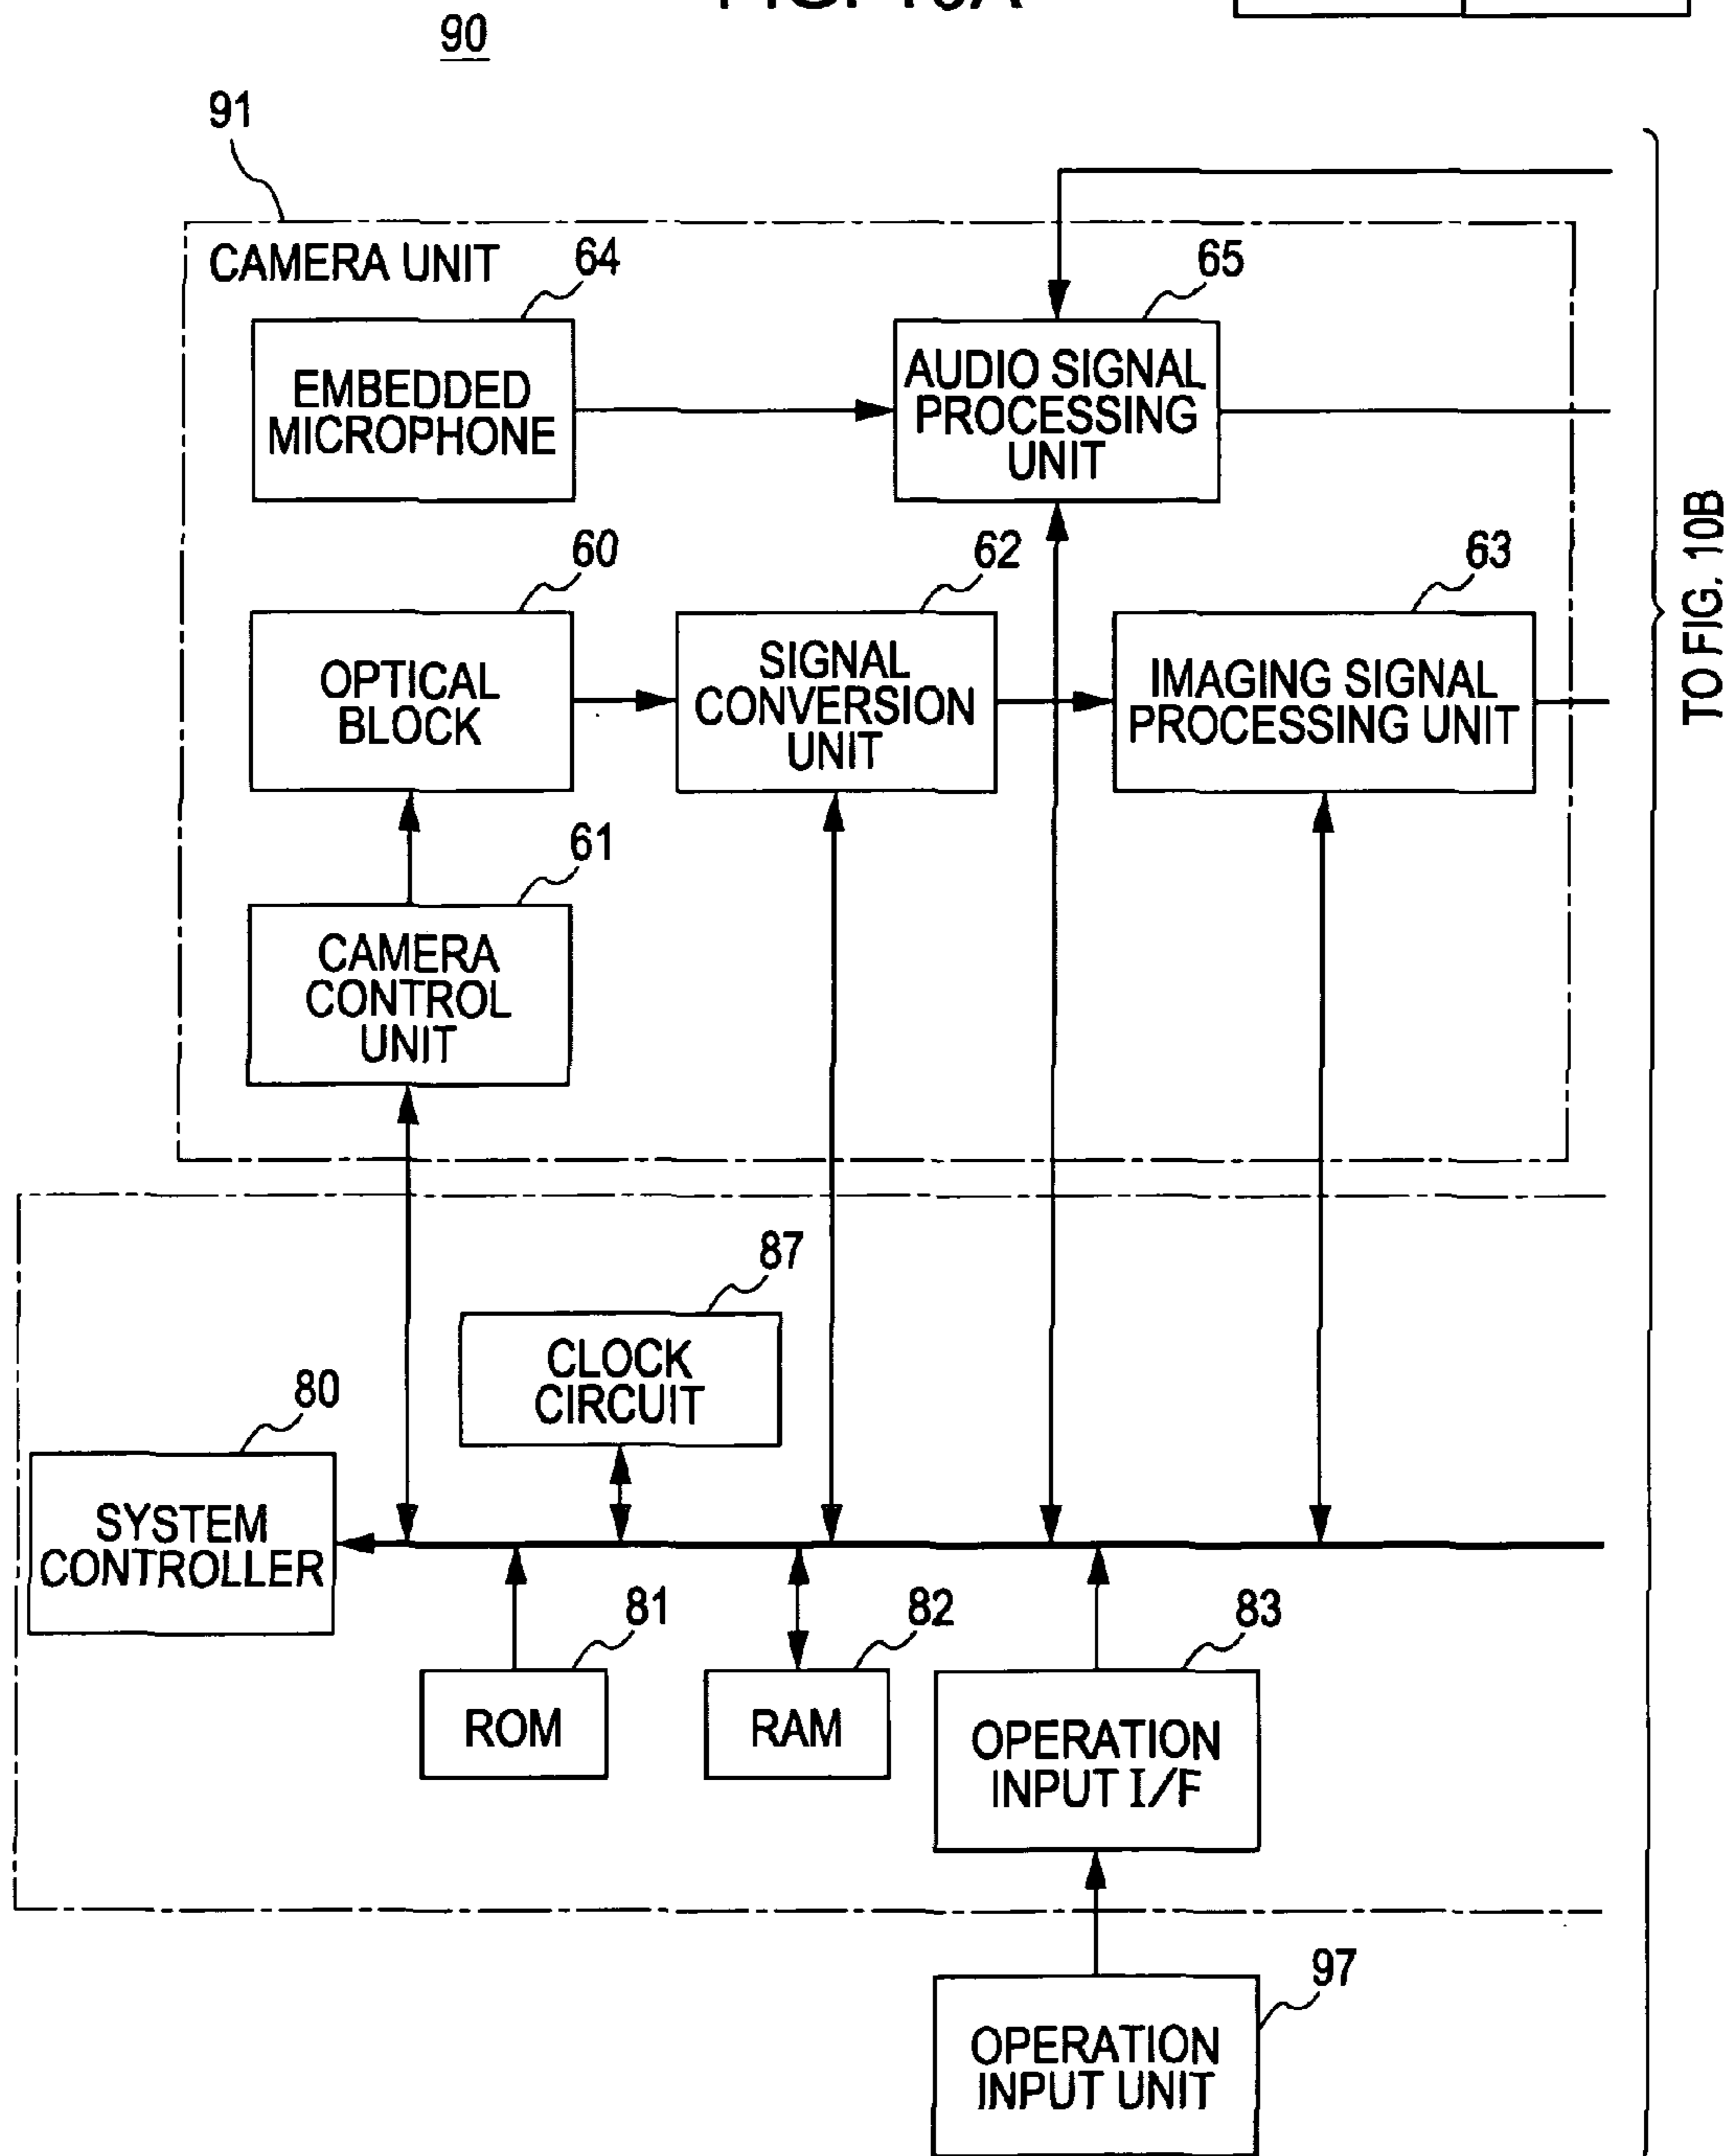 FIG. 10A
90
91
CAMERA UNIT
64
65
EMBEDDED
MICROPHONE
AUDIO SIGNAL
PROCESSING
UNIT
60
62
63
OPTICAL
BLOCK
SIGNAL
CONVERSION
UNIT
IMAGING SIGNAL
PROCESSING UNIT
61
CAMERA
CONTROL
UNIT
TO FIG. 10B
87
CLOCK
CIRCUIT
80
SYSTEM
CONTROLLER
81
82
83
ROM
RAM
OPERATION
INPUT I/F
97
OPERATION
INPUT UNIT